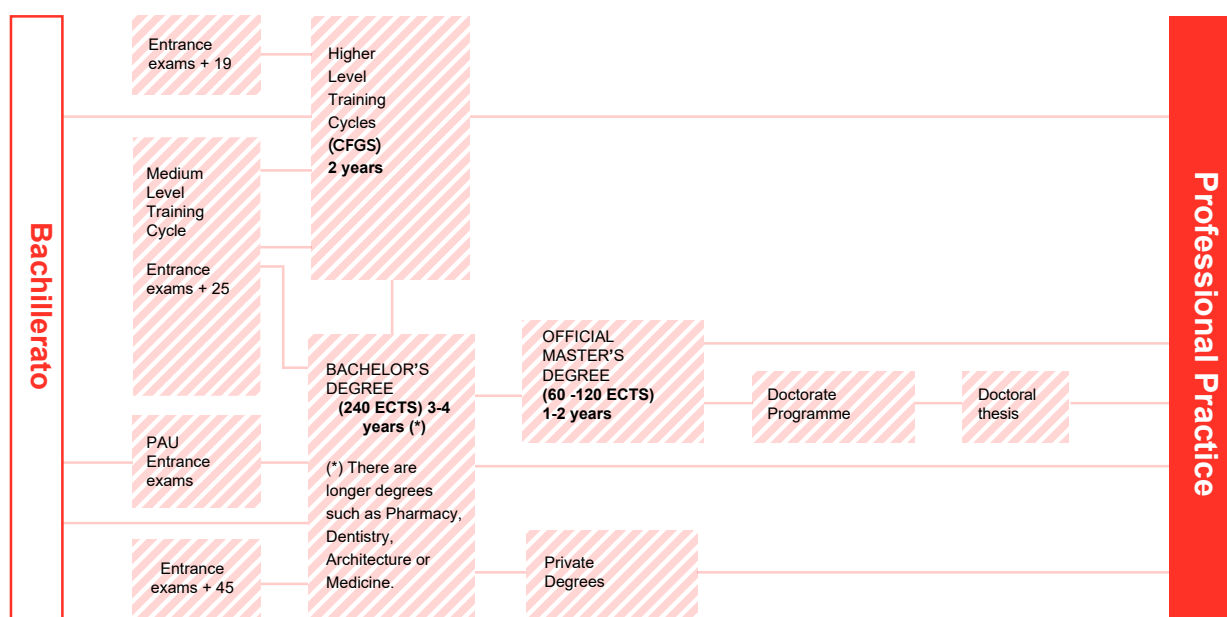 Bachillerato
Entrance
exams + 19
Medium
Level
Training
Cycle
Entrance
exams + 25
PAU
Entrance
exams
Entrance
exams + 45
Higher
Level
Training
Cycles
(CFGS)
2 years
BACHELOR'S
DEGREE
(240 ECTS) 3-4
years (*)
(*) There are
longer degrees
such as Pharmacy,
Dentistry,
Architecture or
Medicine.
OFFICIAL
MASTER'S
DEGREE
(60 -120 ECTS)
1-2 years
Private
Degrees
Doctorate
Programme
Doctoral
thesis
Professional Practice